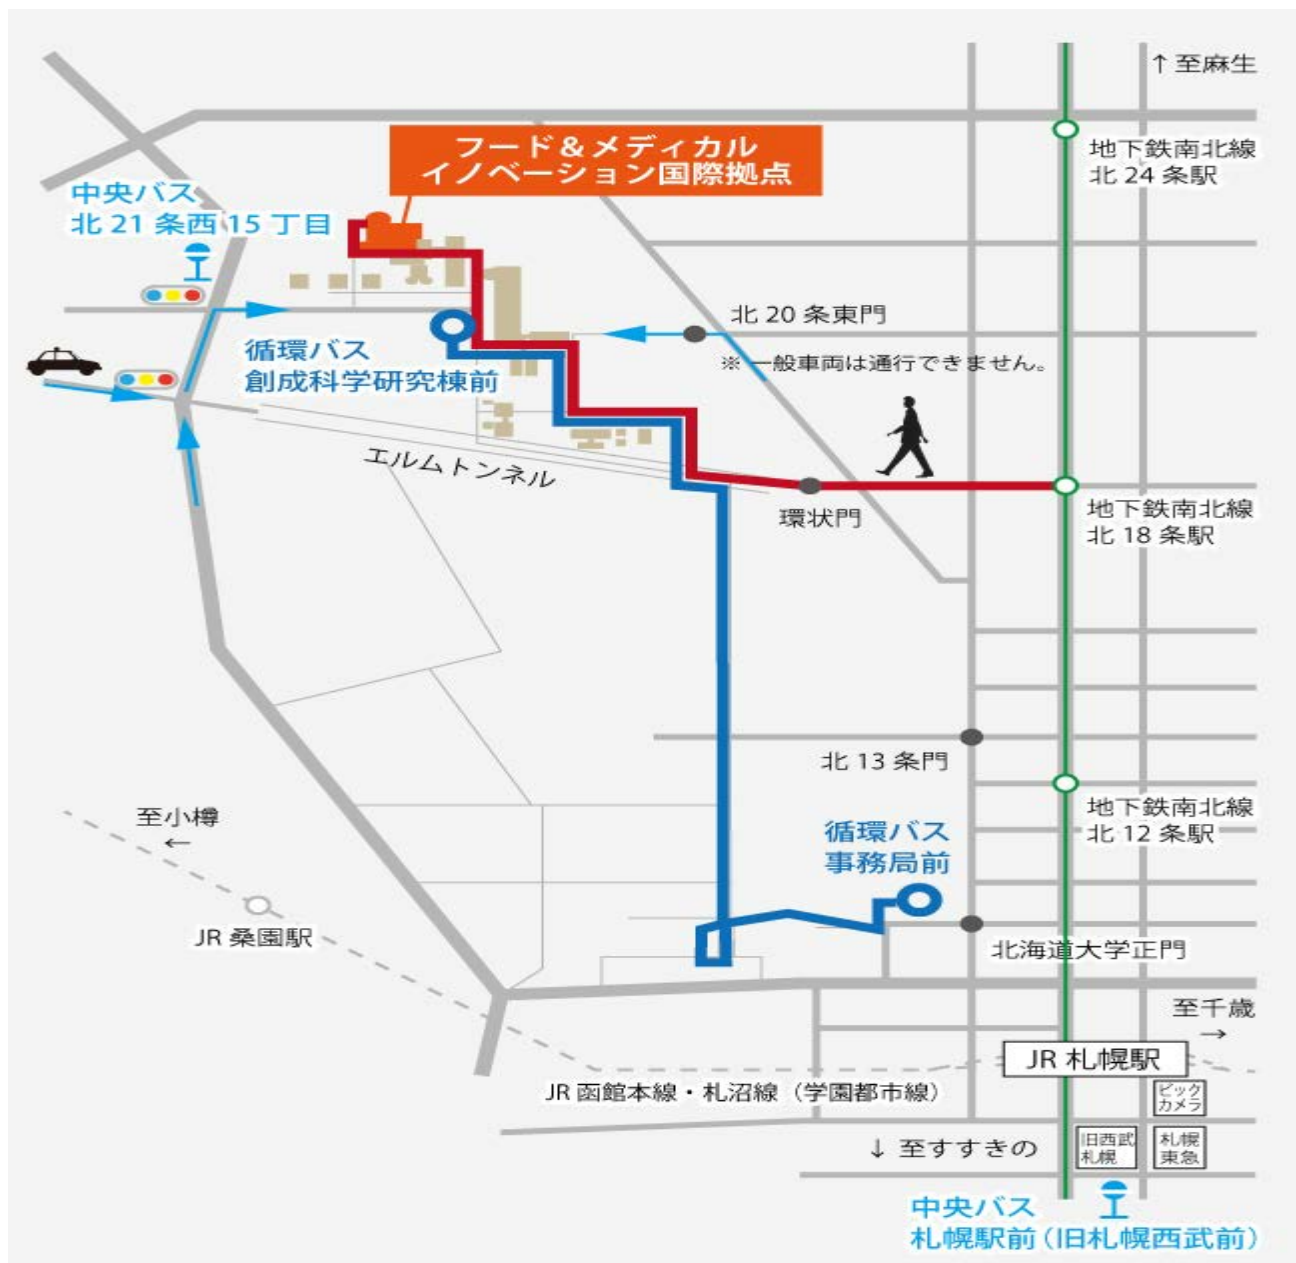 ↑至麻生
地下鉄南北線
北 24 条駅
フード＆メディカル
イノベーション国際拠点
中央バス
北 21 条西 15 丁目
北 20 条東門
※ 一般車両は通行できません。
循環バス
創成科学研究棟前
エルムトンネル
環状門
地下鉄南北線
北 18 条駅
北 13 条門
地下鉄南北線
北 12 条駅
循環バス
事務局前
至小樽
←
JR 桑園駅
北海道大学正門
至千歳
→
JR 札幌駅
JR 函館本線・札沼線（学園都市線）
ビック
カメラ
↓ 至すすきの
旧西武
札幌
札幌
東急
中央バス
札幌駅前（旧札幌西武前）